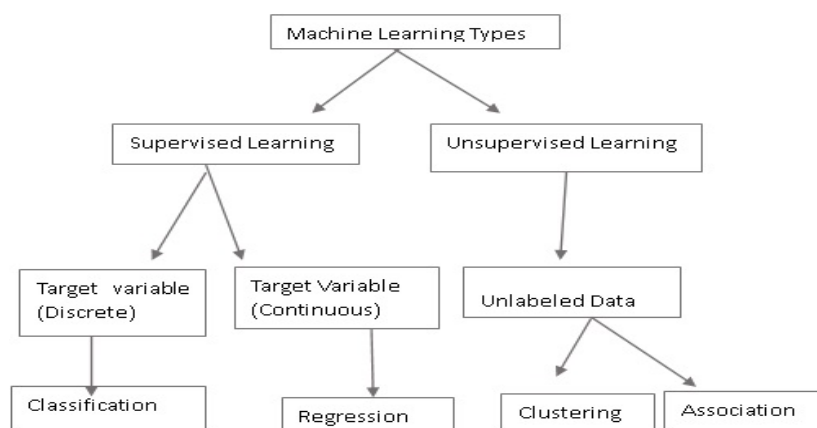 Machine Learning Types
Supervised Learning
Unsupervised Learning
Target variable
(Discrete)
Target Variable
(Continuous)
Unlabeled Data
Classification
Regression
Clustering
Association